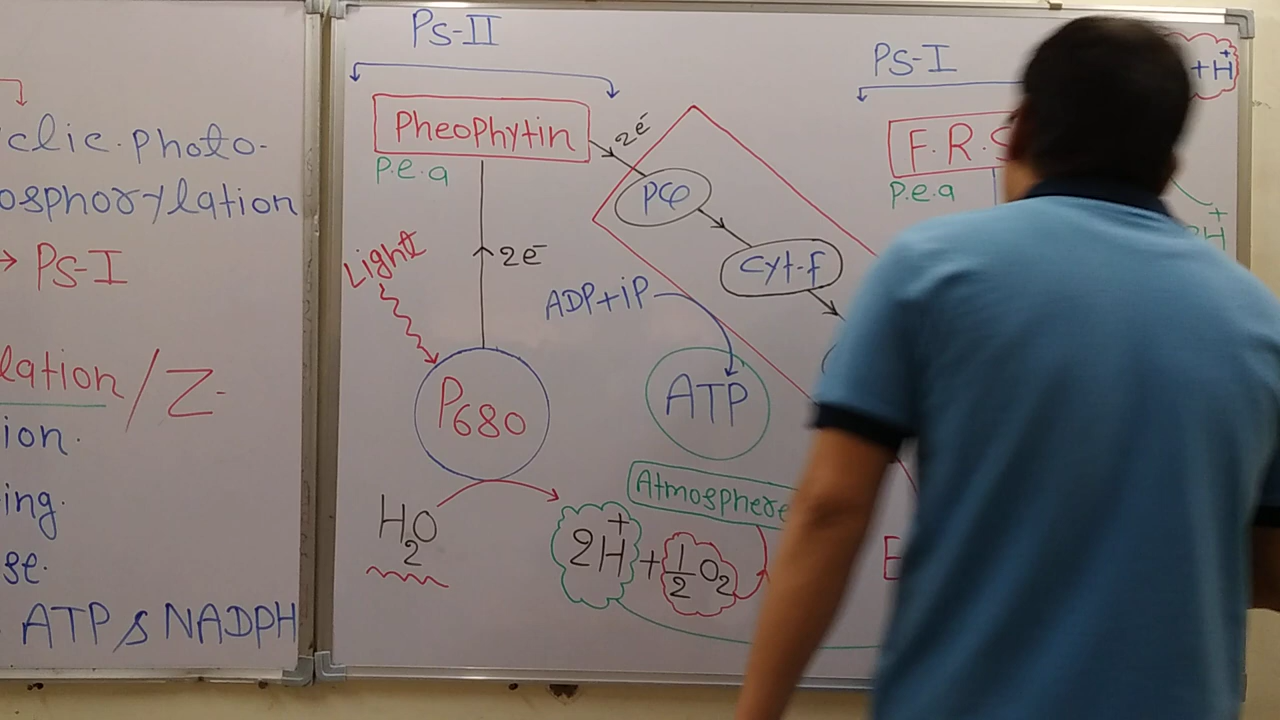 clic. Photo-
osphorylation
→ PS-I
lation / Z-
ion.
ing.
se.
ATP & NADPH
PS-II
Pheophytin
P.e.a
2e-
PQ
Cyt-f
Light
2e-
ADP+iP
ATP
P680
H2O
Atmosphere
2H+ + 1/2 O2
PS-I
F.R.S
P.e.a
+H+
H+
E